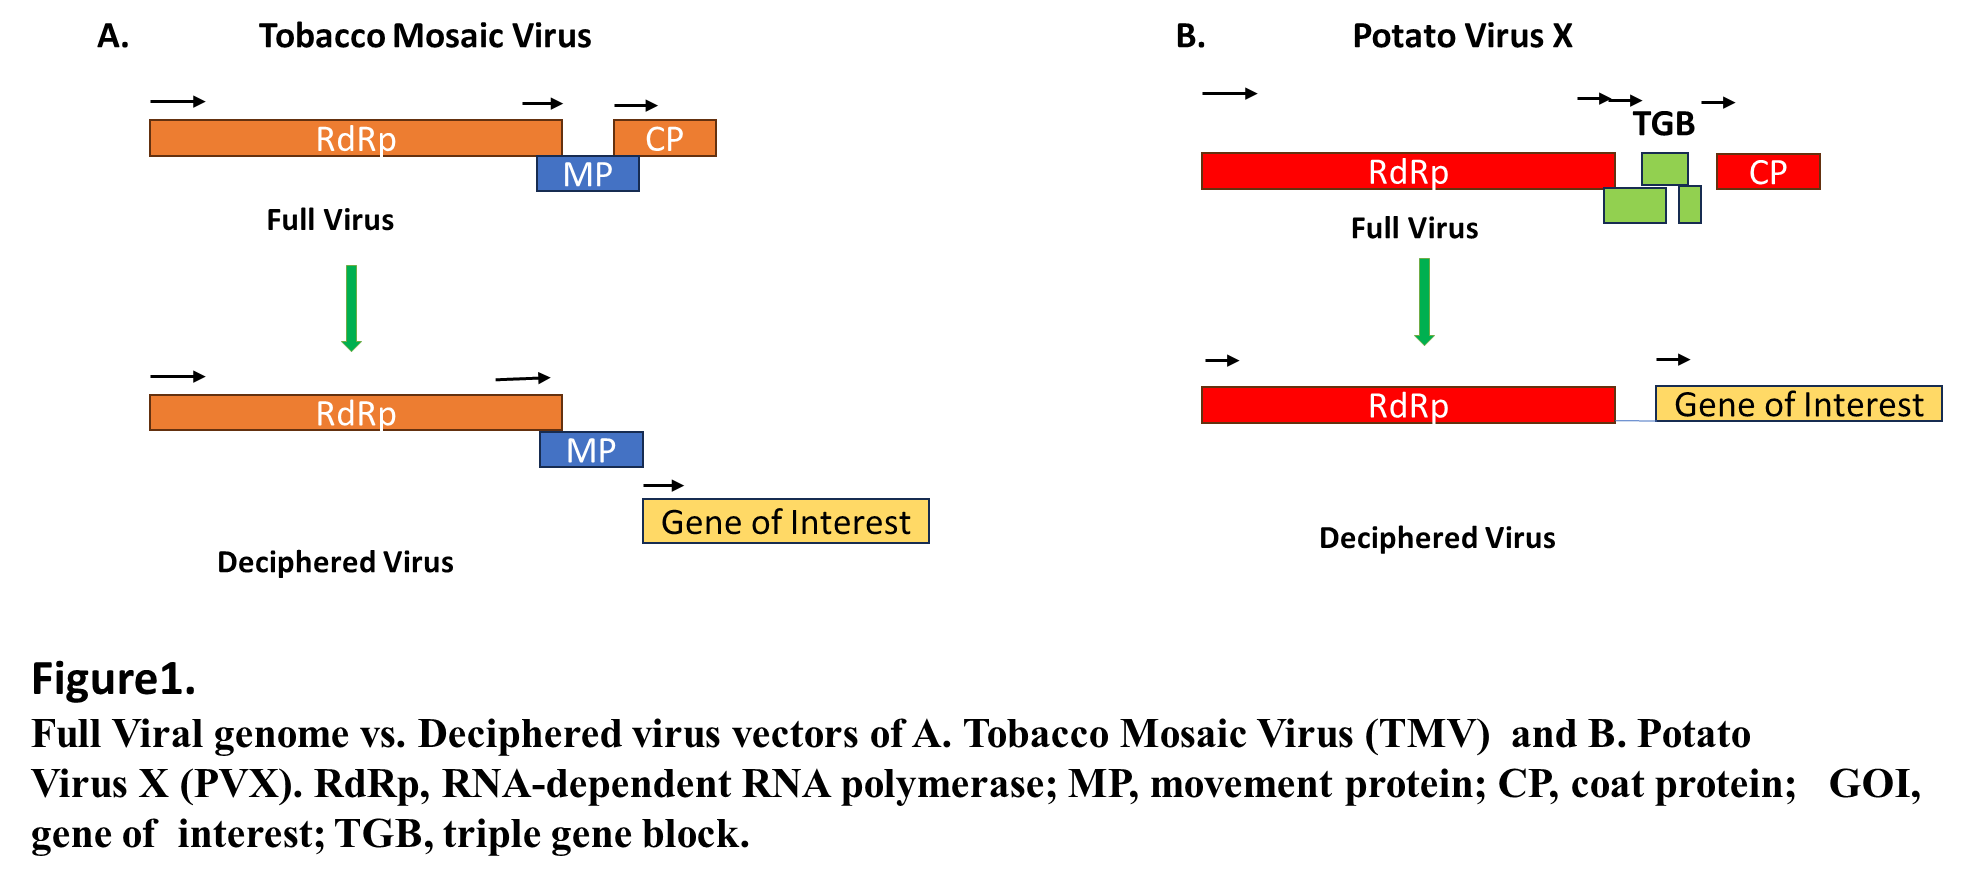 A.
Tobacco Mosaic Virus
RdRp
CP
MP
Full Virus
RdRp
MP
Gene of Interest
Deciphered Virus
B.
Potato Virus X
TGB
RdRp
CP
Full Virus
RdRp
Gene of Interest
Deciphered Virus
Figure1.
Full Viral genome vs. Deciphered virus vectors of A. Tobacco Mosaic Virus (TMV) and B. Potato
Virus X (PVX). RdRp, RNA-dependent RNA polymerase; MP, movement protein; CP, coat protein; GOI,
gene of interest; TGB, triple gene block.